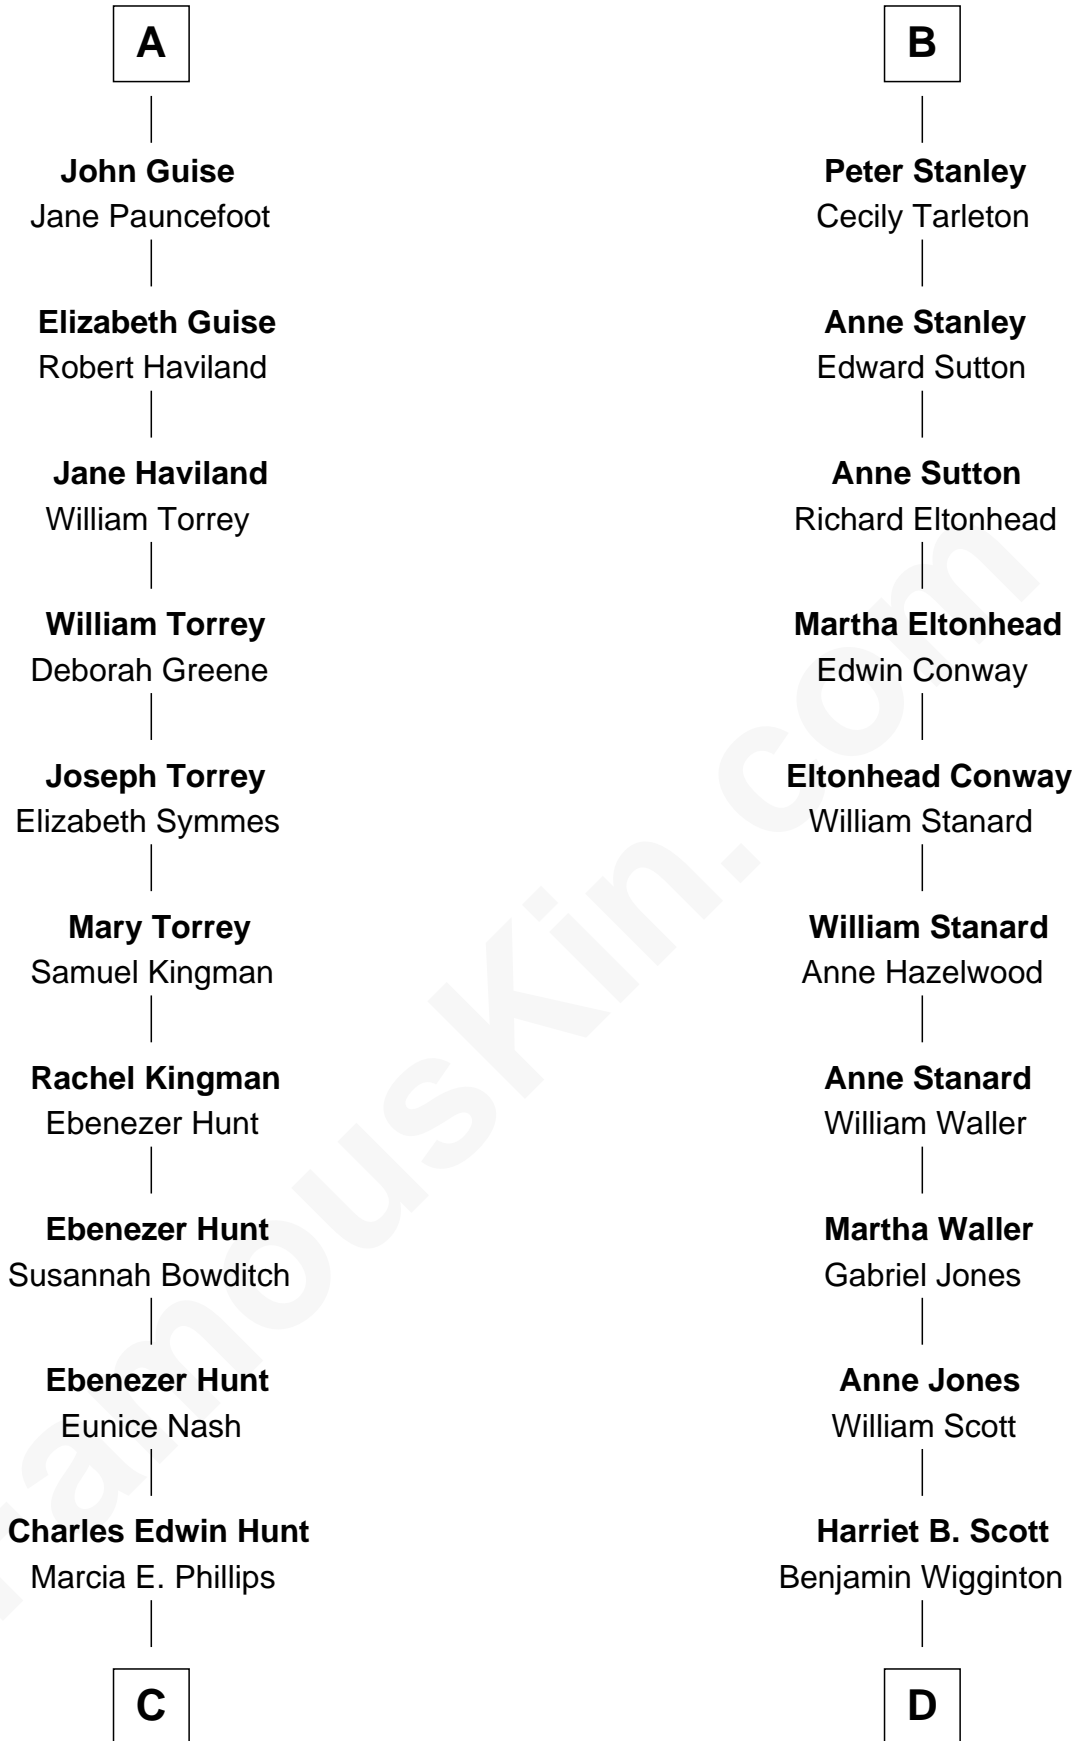 A
John Guise
Jane Pauncefoot
Elizabeth Guise
Robert Haviland
Jane Haviland
William Torrey
William Torrey
Deborah Greene
Joseph Torrey
Elizabeth Symmes
Mary Torrey
Samuel Kingman
Rachel Kingman
Ebenezer Hunt
Ebenezer Hunt
Susannah Bowditch
Ebenezer Hunt
Eunice Nash
Charles Edwin Hunt
Marcia E. Phillips
C
B
Peter Stanley
Cecily Tarleton
Anne Stanley
Edward Sutton
Anne Sutton
Richard Eltonhead
Martha Eltonhead
Edwin Conway
Eltonhead Conway
William Stanard
William Stanard
Anne Hazelwood
Anne Stanard
William Waller
Martha Waller
Gabriel Jones
Anne Jones
William Scott
Harriet B. Scott
Benjamin Wigginton
D
FamousKin.com